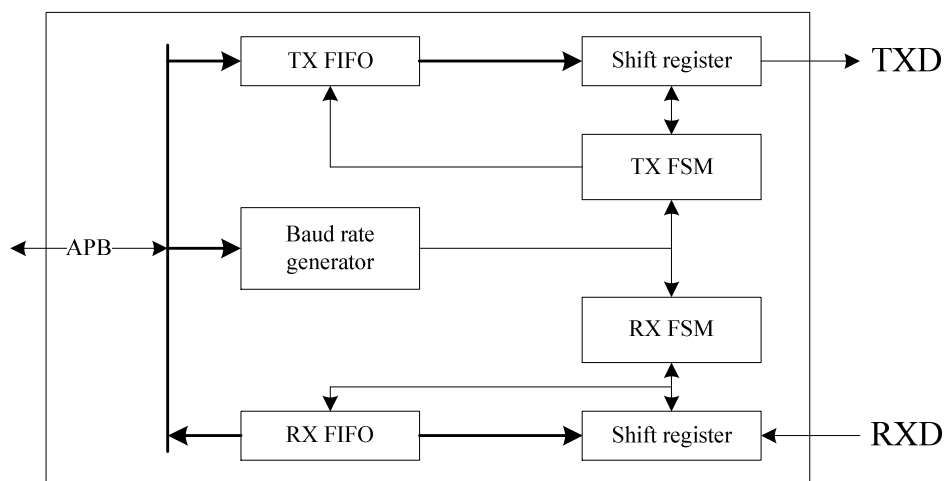 TX FIFO
Shift register
TXD
TX FSM
APB
Baud rate
generator
RX FSM
RX FIFO
Shift register
RXD